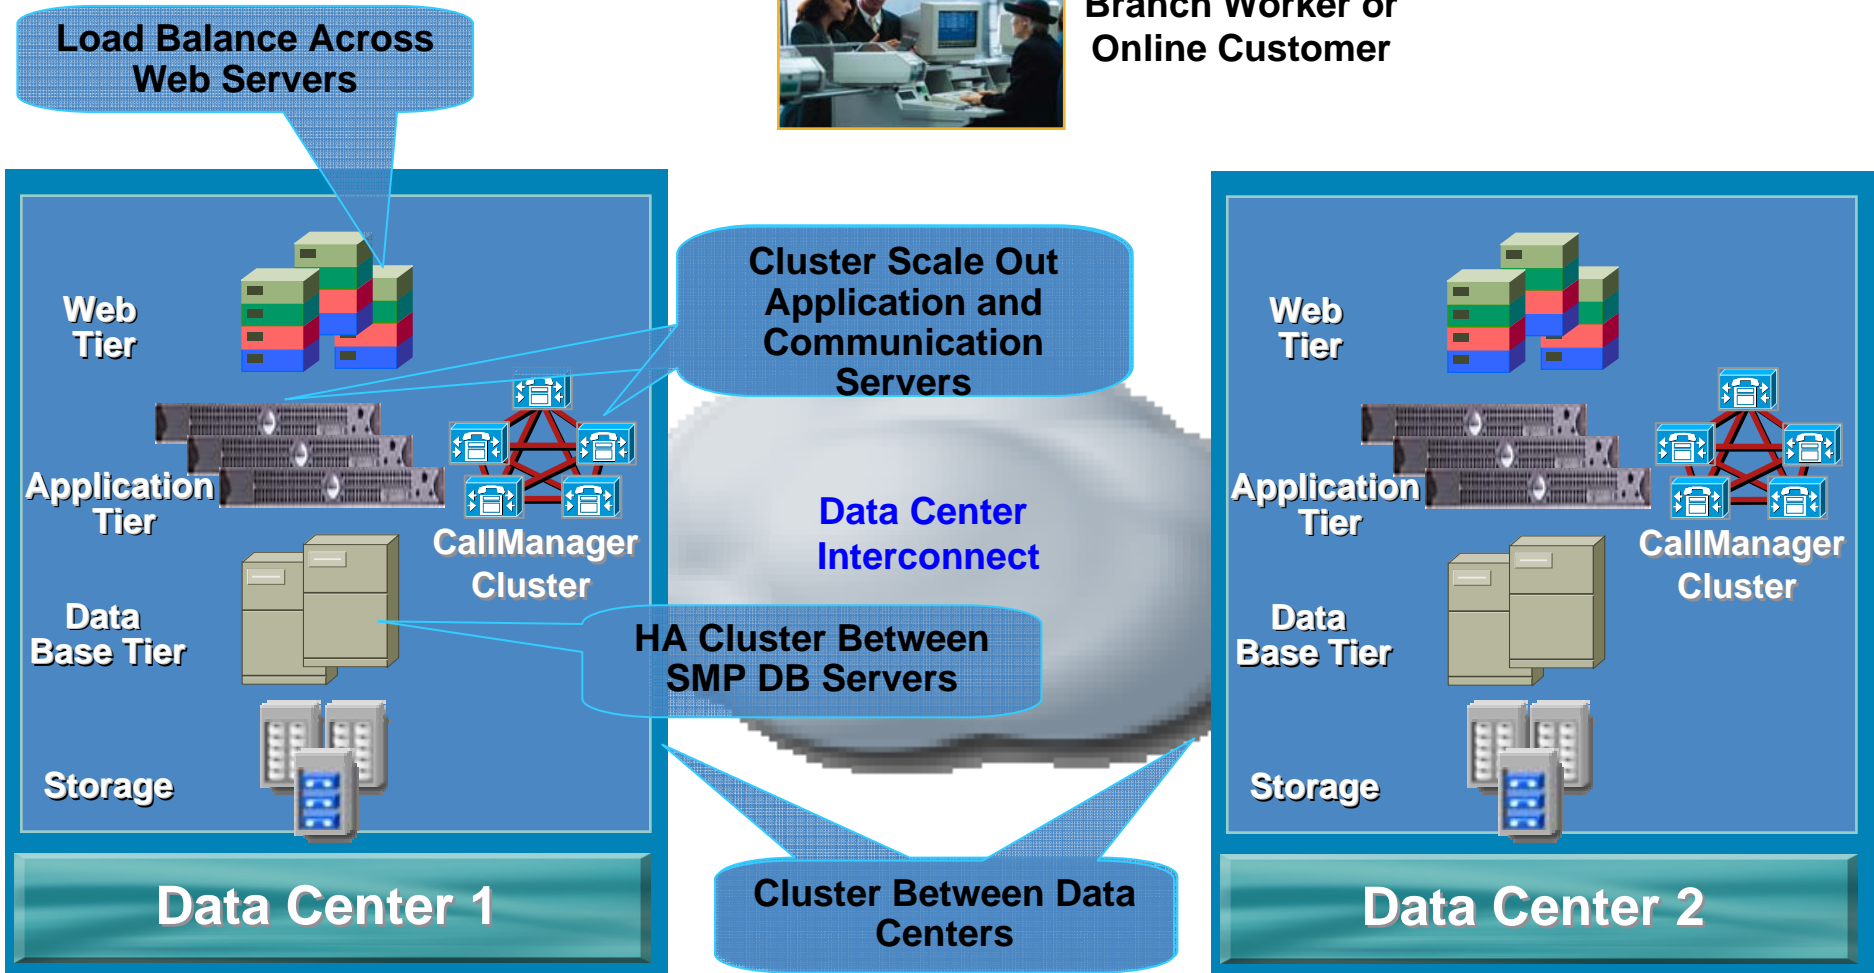 Branch Worker or
Online Customer
Load Balance Across
Web Servers
Web
Tier
Application
Tier
CallManager
Cluster
Data
Base Tier
Storage
Data Center 1
Cluster Scale Out
Application and
Communication
Servers
Data Center
Interconnect
HA Cluster Between
SMP DB Servers
Cluster Between Data
Centers
Web
Tier
Application
Tier
CallManager
Cluster
Data
Base Tier
Storage
Data Center 2